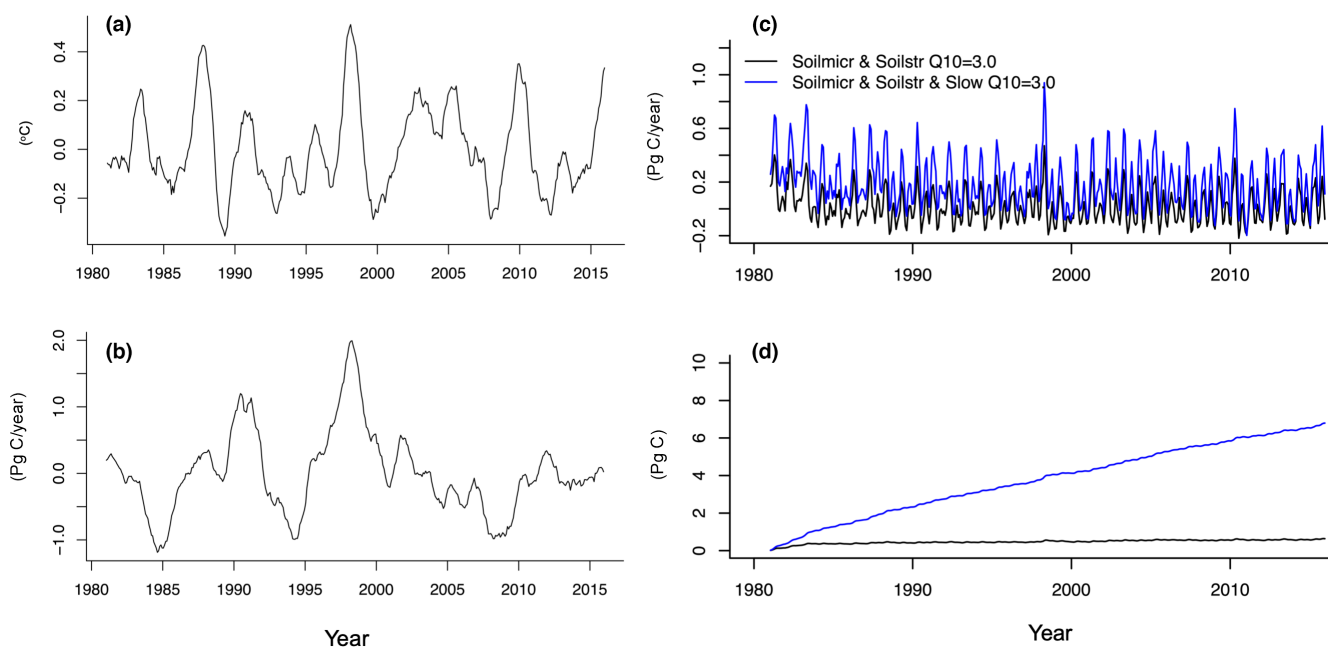 (a)
(°C)
0.4
0.2
0.0
−0.2
1980 1985 1990 1995 2000 2005 2010 2015
(b)
(Pg C/year)
2.0
1.0
0.0
−1.0
1980 1985 1990 1995 2000 2005 2010 2015
Year
(c)
Soilmicr & Soilstr Q10=3.0
Soilmicr & Soilstr & Slow Q10=3.0
(Pg C/year)
1.0
0.6
0.2
−0.2
1980 1990 2000 2010
(d)
(Pg C)
10
8
6
4
2
0
1980 1990 2000 2010
Year